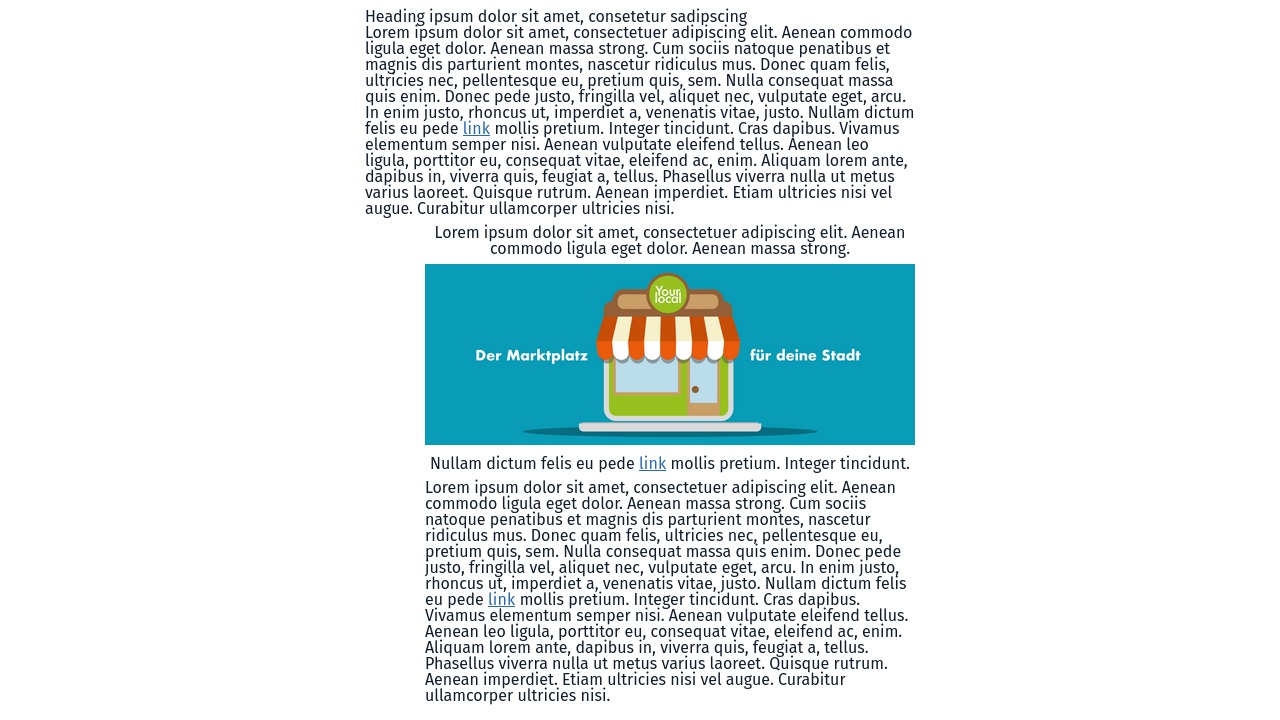 Heading ipsum dolor sit amet, consetetur sadipscing
Lorem ipsum dolor sit amet, consectetuer adipiscing elit. Aenean commodo
ligula eget dolor. Aenean massa strong. Cum sociis natoque penatibus et
magnis dis parturient montes, nascetur ridiculus mus. Donec quam felis,
ultricies nec, pellentesque eu, pretium quis, sem. Nulla consequat massa
quis enim. Donec pede justo, fringilla vel, aliquet nec, vulputate eget, arcu.
In enim justo, rhoncus ut, imperdiet a, venenatis vitae, justo. Nullam dictum
felis eu pede link mollis pretium. Integer tincidunt. Cras dapibus. Vivamus
elementum semper nisi. Aenean vulputate eleifend tellus. Aenean leo
ligula, porttitor eu, consequat vitae, eleifend ac, enim. Aliquam lorem ante,
dapibus in, viverra quis, feugiat a, tellus. Phasellus viverra nulla ut metus
varius laoreet. Quisque rutrum. Aenean imperdiet. Etiam ultricies nisi vel
augue. Curabitur ullamcorper ultricies nisi.
Lorem ipsum dolor sit amet, consectetuer adipiscing elit. Aenean
commodo ligula eget dolor. Aenean massa strong.
Your
local
Der Marktplatz für deine Stadt
Nullam dictum felis eu pede link mollis pretium. Integer tincidunt.
Lorem ipsum dolor sit amet, consectetuer adipiscing elit. Aenean
commodo ligula eget dolor. Aenean massa strong. Cum sociis
natoque penatibus et magnis dis parturient montes, nascetur
ridiculus mus. Donec quam felis, ultricies nec, pellentesque eu,
pretium quis, sem. Nulla consequat massa quis enim. Donec pede
justo, fringilla vel, aliquet nec, vulputate eget, arcu. In enim justo,
rhoncus ut, imperdiet a, venenatis vitae, justo. Nullam dictum felis
eu pede link mollis pretium. Integer tincidunt. Cras dapibus.
Vivamus elementum semper nisi. Aenean vulputate eleifend tellus.
Aenean leo ligula, porttitor eu, consequat vitae, eleifend ac, enim.
Aliquam lorem ante, dapibus in, viverra quis, feugiat a, tellus.
Phasellus viverra nulla ut metus varius laoreet. Quisque rutrum.
Aenean imperdiet. Etiam ultricies nisi vel augue. Curabitur
ullamcorper ultricies nisi.